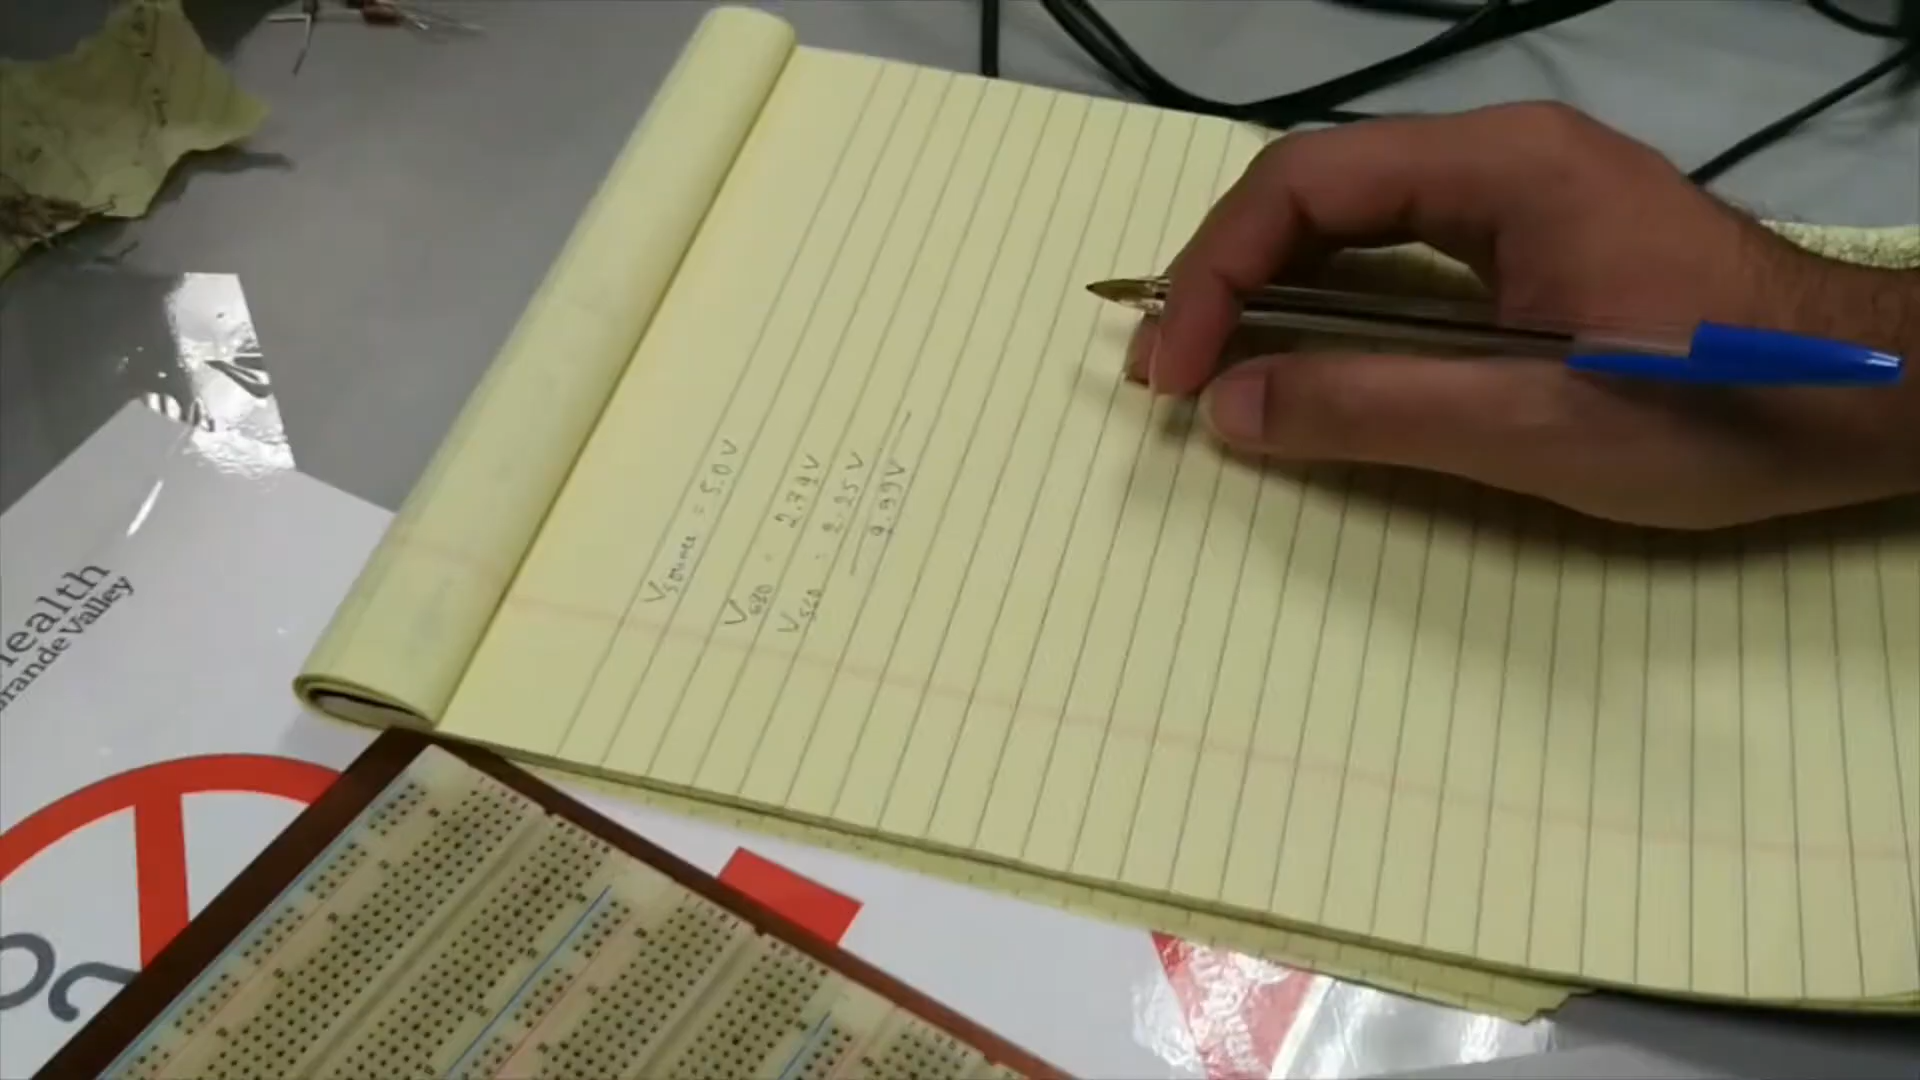 Vsource = 5.0V
V680 : 2.74V
V560 : 2.25V
4.99V
Health
Grande Valley